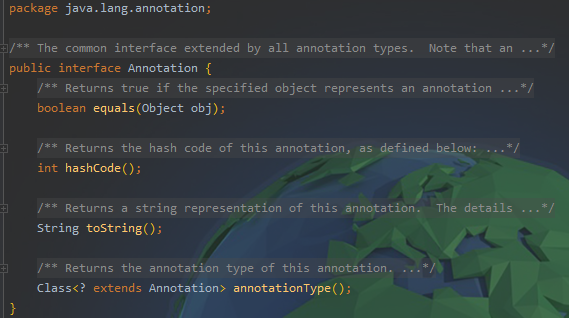 package java.lang.annotation;
/** The common interface extended by all annotation types.  Note that an ...*/
public interface Annotation {
/** Returns true if the specified object represents an annotation ...*/
boolean equals(Object obj);
/** Returns the hash code of this annotation, as defined below: ...*/
int hashCode();
/** Returns a string representation of this annotation.  The details ...*/
String toString();
/** Returns the annotation type of this annotation. ...*/
Class<? extends Annotation> annotationType();
}